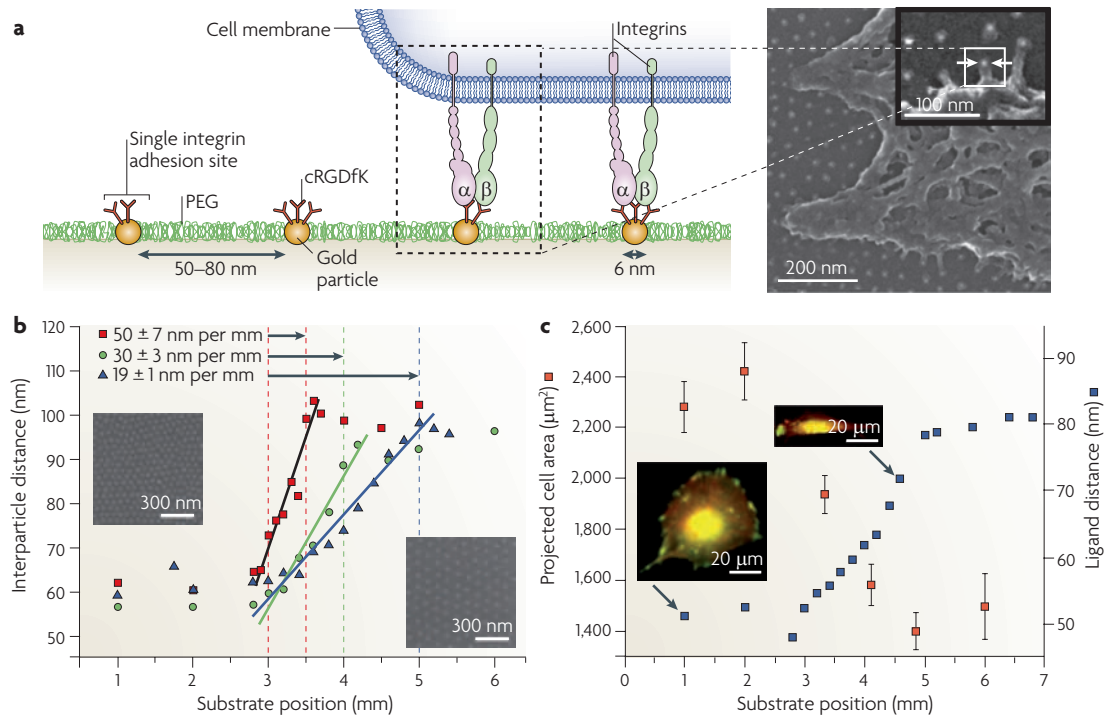 a
Cell membrane
Integrins
Single integrin
adhesion site
PEG
cRGDfK
α
β
α
β
Gold
particle
50–80 nm
6 nm
100 nm
200 nm
b
50 ± 7 nm per mm
30 ± 3 nm per mm
19 ± 1 nm per mm
Interparticle distance (nm)
120
110
100
90
80
70
60
50
300 nm
300 nm
1
2
3
4
5
6
Substrate position (mm)
c
Projected cell area (μm²)
2,600
2,400
2,200
2,000
1,800
1,600
1,400
20 μm
20 μm
90
80
70
60
50
Ligand distance (nm)
0
1
2
3
4
5
6
7
Substrate position (mm)